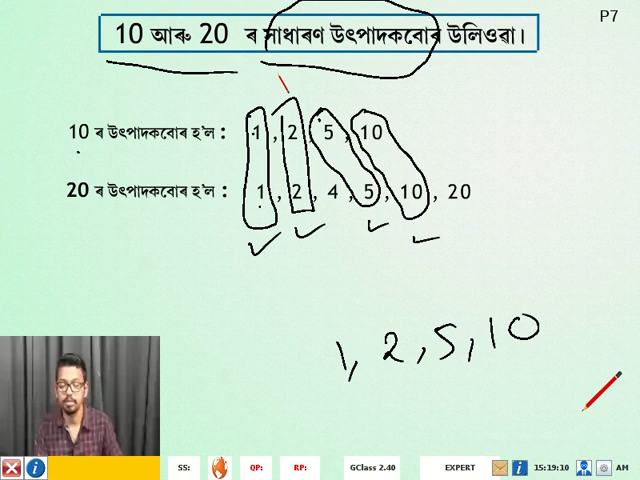 P7
10 আৰু 20 ৰ সাধাৰণ উৎপাদকবোৰ উলিওৱা।
10 ৰ উৎপাদকবোৰ হ'ল : 1 , 2 , 5 , 10
20 ৰ উৎপাদকবোৰ হ'ল : 1 , 2 , 4 , 5 , 10 , 20
1, 2, 5, 10
SS: QP: RP: GClass 2.40 EXPERT 15:19:10 AM